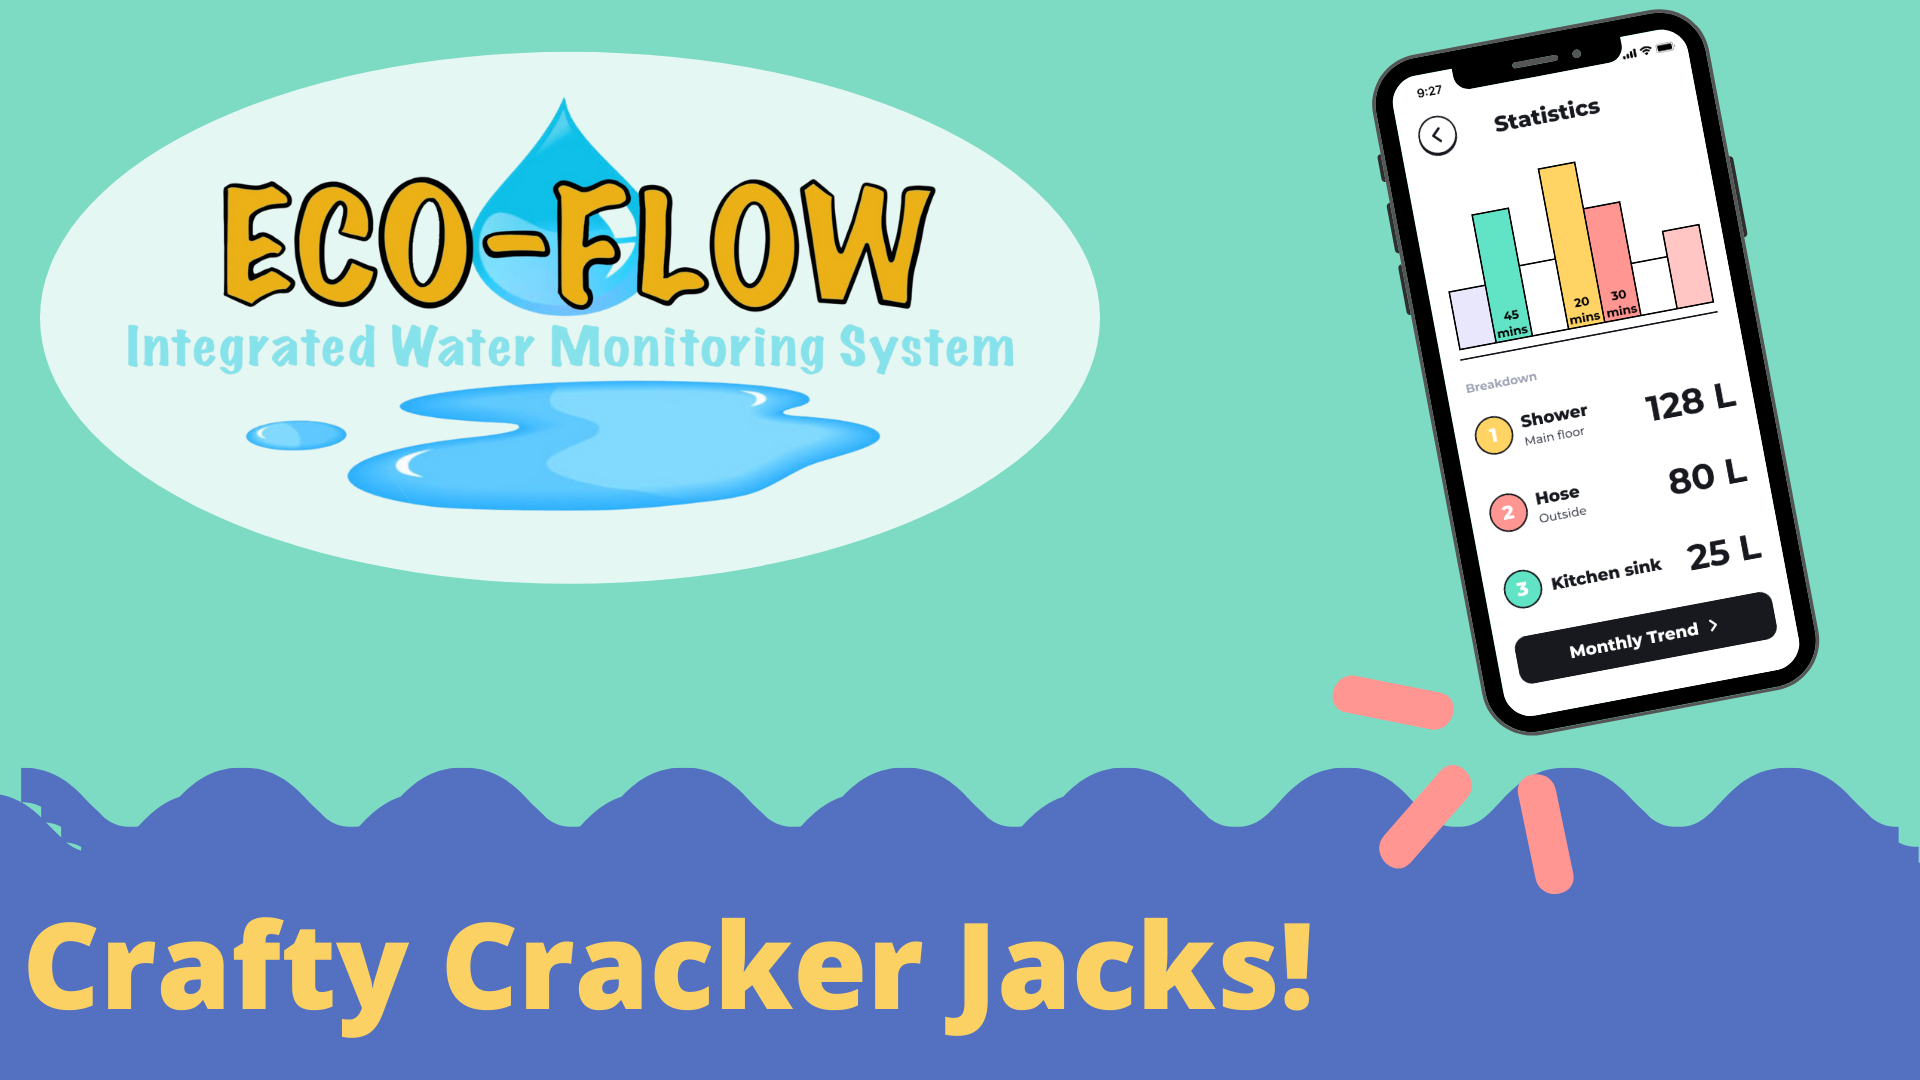 ECO-FLOW
Integrated Water Monitoring System
9:27
Statistics
45 mins
20 mins
30 mins
Breakdown
1 Shower 128 L
Main floor
2 Hose 80 L
Outside
3 Kitchen sink 25 L
Monthly Trend >
Crafty Cracker Jacks!